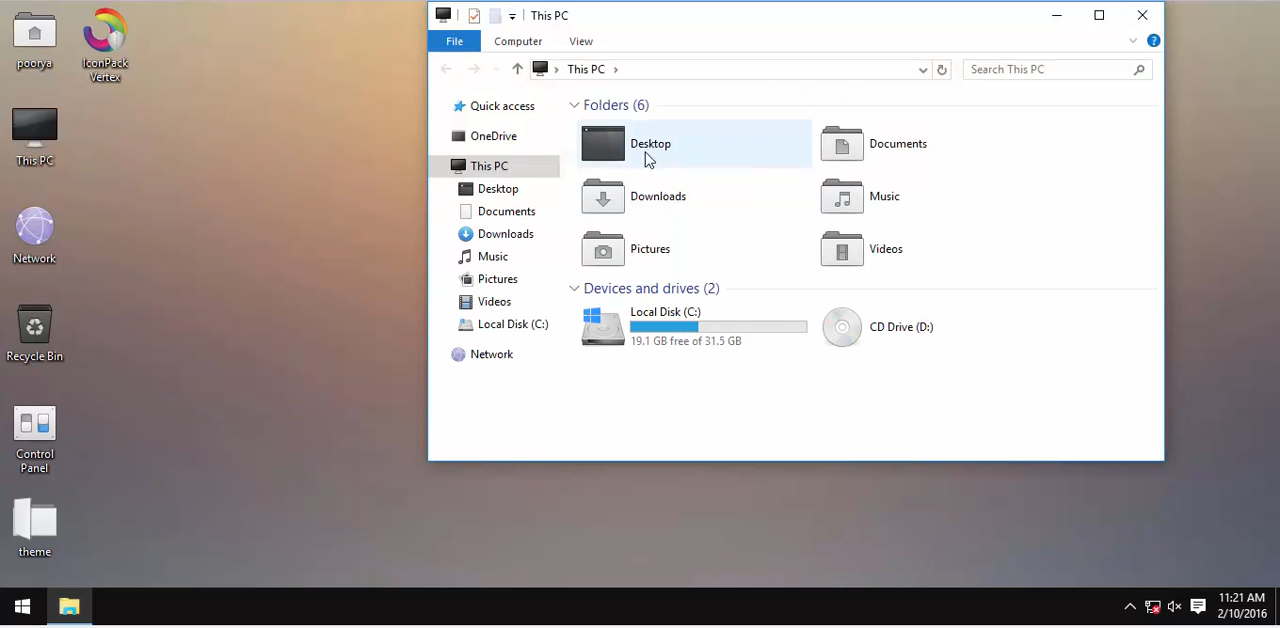 poorya
IconPack
Vertex
This PC
Network
Recycle Bin
Control
Panel
theme
This PC
File
Computer
View
This PC
Search This PC
Quick access
OneDrive
This PC
Desktop
Documents
Downloads
Music
Pictures
Videos
Local Disk (C:)
Network
Folders (6)
Desktop
Documents
Downloads
Music
Pictures
Videos
Devices and drives (2)
Local Disk (C:)
19.1 GB free of 31.5 GB
CD Drive (D:)
11:21 AM
2/10/2016